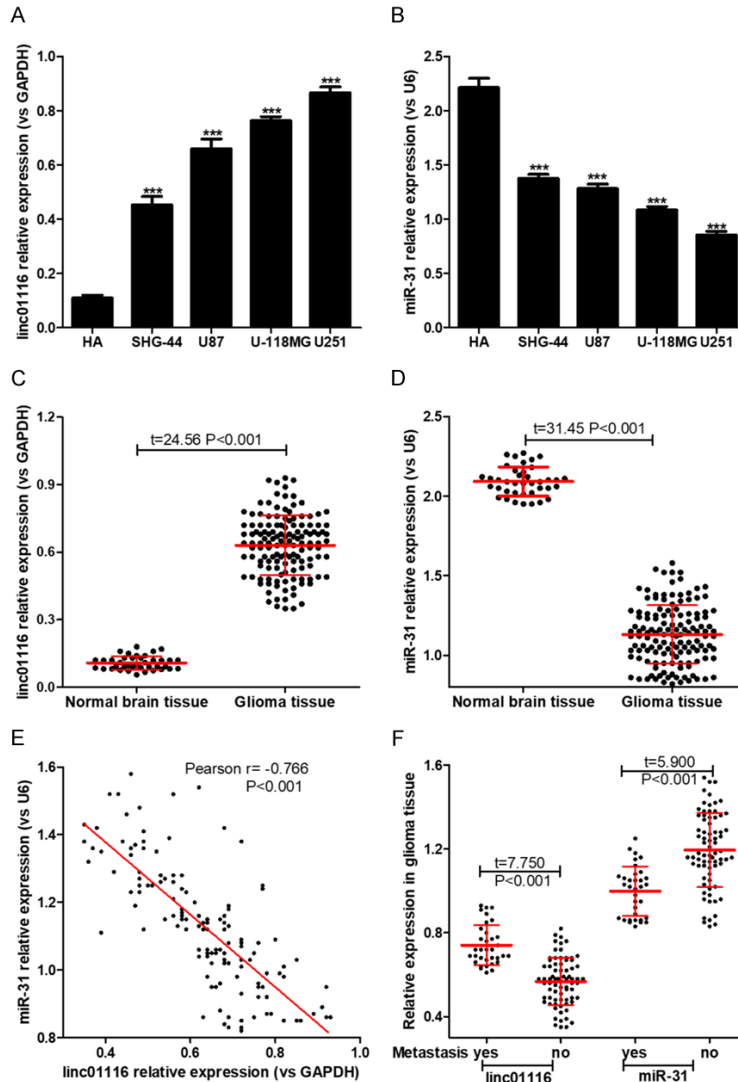 A
linc01116 relative expression (vs GAPDH)
1.0
0.8
0.6
0.4
0.2
0.0
***
***
***
***
HA SHG-44 U87 U-118MG U251
B
miR-31 relative expression (vs U6)
2.5
2.0
1.5
1.0
0.5
0.0
***
***
***
***
HA SHG-44 U87 U-118MG U251
C
linc01116 relative expression (vs GAPDH)
1.2
0.9
0.6
0.3
0.0
t=24.56 P<0.001
Normal brain tissue Glioma tissue
D
miR-31 relative expression (vs U6)
2.5
2.0
1.5
1.0
t=31.45 P<0.001
Normal brain tissue Glioma tissue
E
miR-31 relative expression (vs U6)
1.6
1.4
1.2
1.0
0.8
Pearson r= -0.766
P<0.001
0.4 0.6 0.8 1.0
linc01116 relative expression (vs GAPDH)
F
Relative expression in glioma tissue
1.6
1.2
0.8
0.4
t=7.750
P<0.001
t=5.900
P<0.001
Metastasis yes no yes no
linc01116 miR-31